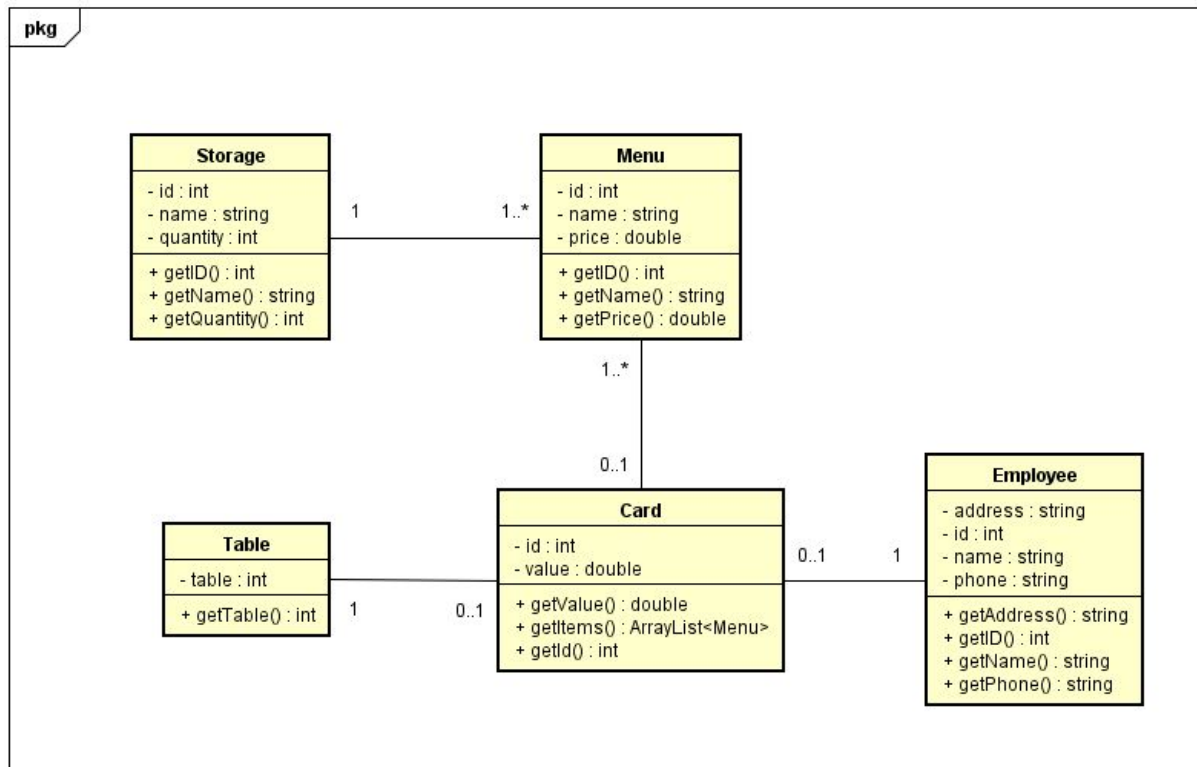 pkg
Storage
- id : int
- name : string
- quantity : int
+ getID() : int
+ getName() : string
+ getQuantity() : int
1
1..*
Menu
- id : int
- name : string
- price : double
+ getID() : int
+ getName() : string
+ getPrice() : double
1..*
0..1
Table
- table : int
+ getTable() : int
1
0..1
Card
- id : int
- value : double
+ getValue() : double
+ getItems() : ArrayList<Menu>
+ getId() : int
0..1
1
Employee
- address : string
- id : int
- name : string
- phone : string
+ getAddress() : string
+ getID() : int
+ getName() : string
+ getPhone() : string